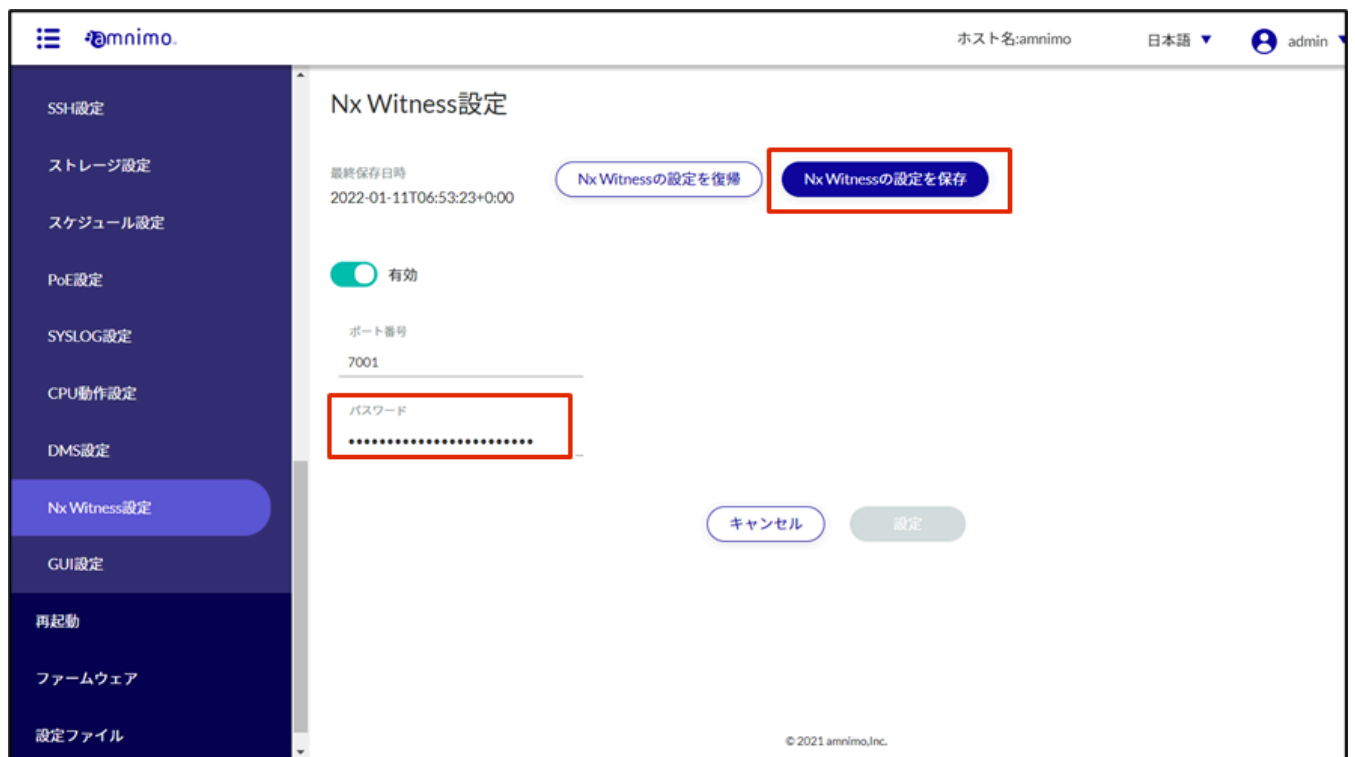 amnimo.
ホスト名:amnimo
日本語 ▼
admin ▼
SSH設定
ストレージ設定
スケジュール設定
PoE設定
SYSLOG設定
CPU動作設定
DMS設定
Nx Witness設定
GUI設定
再起動
ファームウェア
設定ファイル
Nx Witness設定
最終保存日時
2022-01-11T06:53:23+0:00
Nx Witnessの設定を復帰
Nx Witnessの設定を保存
有効
ポート番号
7001
パスワード
••••••••••••••••••••••••
キャンセル
設定
© 2021 amnimo,Inc.